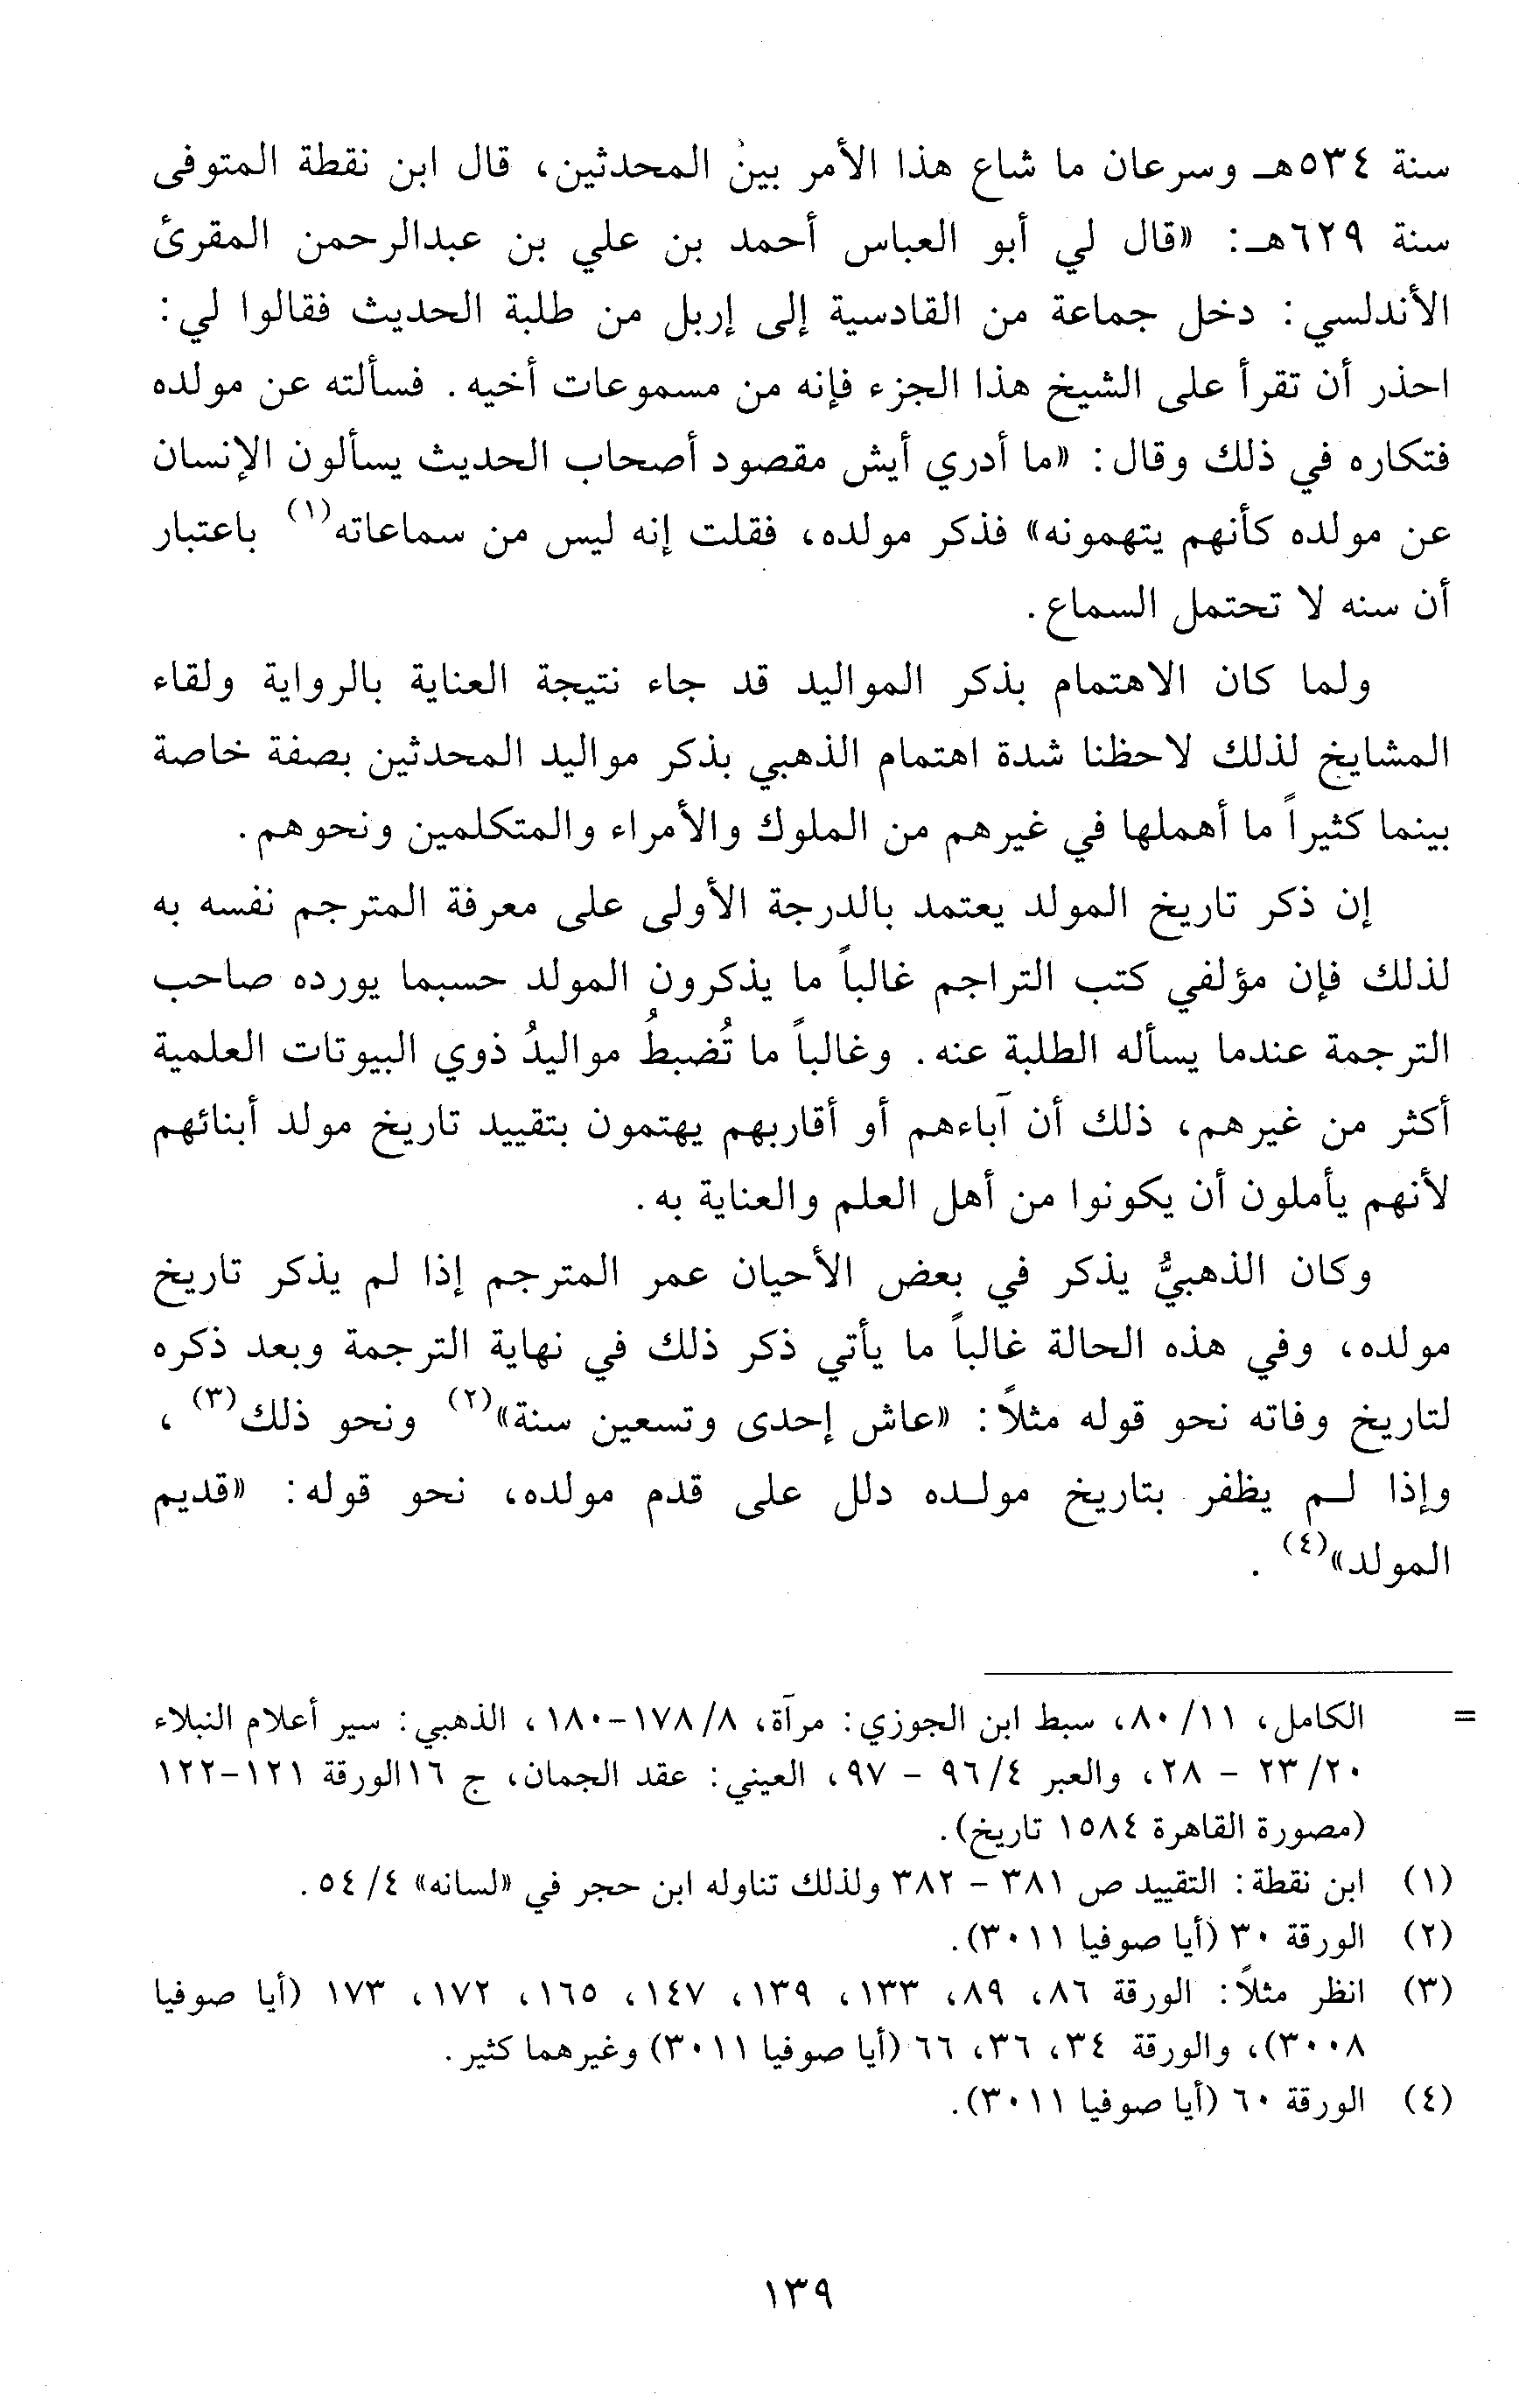 سنة ٥٣٤هـ وسرعان ما شاع هذا الأمر بين المحدثين، قال ابن نقطة المتوفى
سنة ٦٢٩هـ: «قال لي أبو العباس أحمد بن علي بن عبدالرحمن المقرئ
الأندلسي: دخل جماعة من القادسية إلى إربل من طلبة الحديث فقالوا لي:
احذر أن تقرأ على الشيخ هذا الجزء فإنه من مسموعات أخيه. فسألته عن مولده
فتكاره في ذلك وقال: «ما أدري أيش مقصود أصحاب الحديث يسألون الإنسان
عن مولده كأنهم يتهمونه» فذكر مولده، فقلت إنه ليس من سماعاته(١) باعتبار
أن سنه لا تحتمل السماع.
ولما كان الاهتمام بذكر المواليد قد جاء نتيجة العناية بالرواية ولقاء
المشايخ لذلك لاحظنا شدة اهتمام الذهبي بذكر مواليد المحدثين بصفة خاصة
بينما كثيراً ما أهملها في غيرهم من الملوك والأمراء والمتكلمين ونحوهم.
إن ذكر تاريخ المولد يعتمد بالدرجة الأولى على معرفة المترجم نفسه به
لذلك فإن مؤلفي كتب التراجم غالباً ما يذكرون المولد حسبما يورده صاحب
الترجمة عندما يسأله الطلبة عنه. وغالباً ما تُضبطُ مواليدُ ذوي البيوتات العلمية
أكثر من غيرهم، ذلك أن آباءهم أو أقاربهم يهتمون بتقييد تاريخ مولد أبنائهم
لأنهم يأملون أن يكونوا من أهل العلم والعناية به.
وكان الذهبيُّ يذكر في بعض الأحيان عمر المترجم إذا لم يذكر تاريخ
مولده، وفي هذه الحالة غالباً ما يأتي ذكر ذلك في نهاية الترجمة وبعد ذكره
لتاريخ وفاته نحو قوله مثلاً: «عاش إحدى وتسعين سنة»(٢) ونحو ذلك(٣)،
وإذا لـم يظفر بتاريخ مولـده دلل على قدم مولده، نحو قوله: «قديم
المولد»(٤).
= الكامل، ١١/ ٨٠، سبط ابن الجوزي: مرآة، ٨/ ١٧٨-١٨٠، الذهبي: سير أعلام النبلاء
٢٠/ ٢٣ - ٢٨، والعبر ٤/ ٩٦ - ٩٧، العيني: عقد الجمان، ج ١٦الورقة ١٢١-١٢٢
(مصورة القاهرة ١٥٨٤ تاريخ).
(١) ابن نقطة: التقييد ص ٣٨١ - ٣٨٢ ولذلك تناوله ابن حجر في «لسانه» ٤/ ٥٤.
(٢) الورقة ٣٠ (أيا صوفيا ٣٠١١).
(٣) انظر مثلاً: الورقة ٨٦، ٨٩، ١٣٣، ١٣٩، ١٤٧، ١٦٥، ١٧٢، ١٧٣ (أيا صوفيا
٣٠٠٨)، والورقة ٣٤، ٣٦، ٦٦ (أيا صوفيا ٣٠١١) وغيرهما كثير.
(٤) الورقة ٦٠ (أيا صوفيا ٣٠١١).
١٣٩